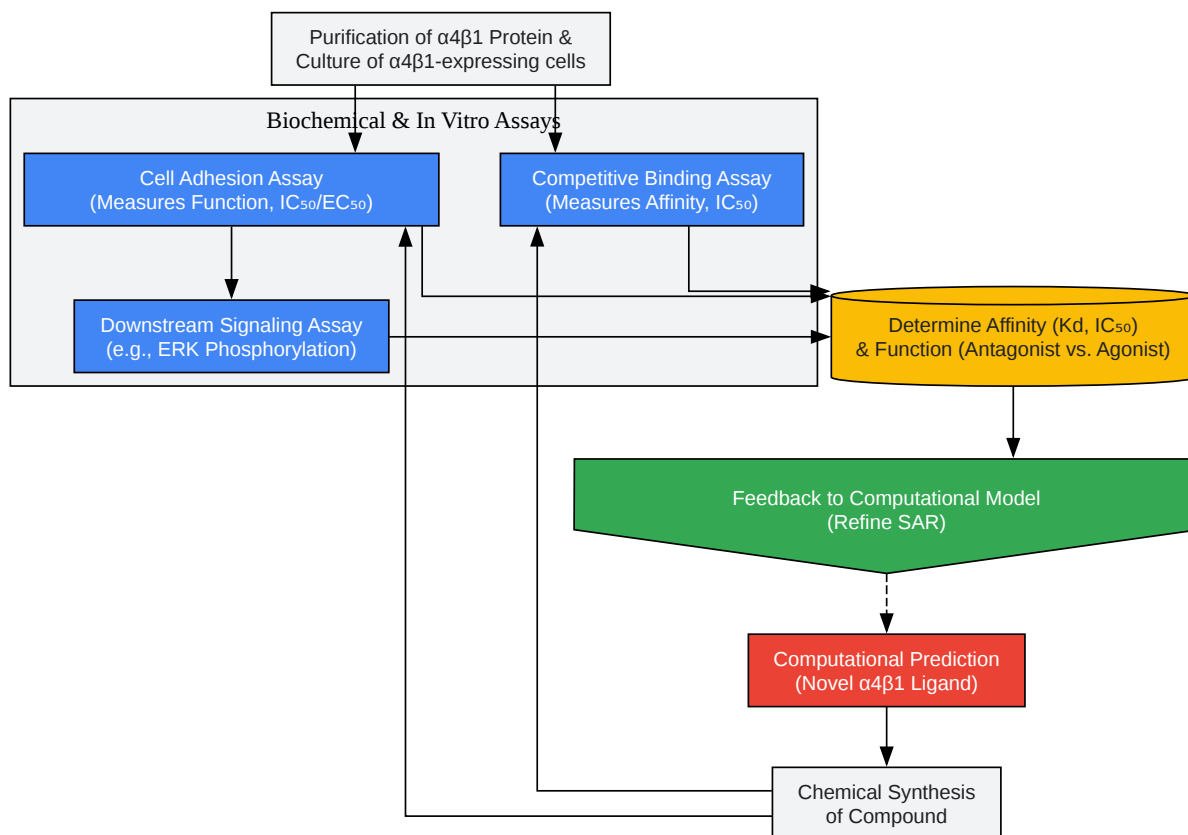 Purification of α4β1 Protein &
Culture of α4β1-expressing cells
Biochemical & In Vitro Assays
Cell Adhesion Assay
(Measures Function, IC₅₀/EC₅₀)
Competitive Binding Assay
(Measures Affinity, IC₅₀)
Downstream Signaling Assay
(e.g., ERK Phosphorylation)
Determine Affinity (Kd, IC₅₀)
& Function (Antagonist vs. Agonist)
Feedback to Computational Model
(Refine SAR)
Computational Prediction
(Novel α4β1 Ligand)
Chemical Synthesis
of Compound